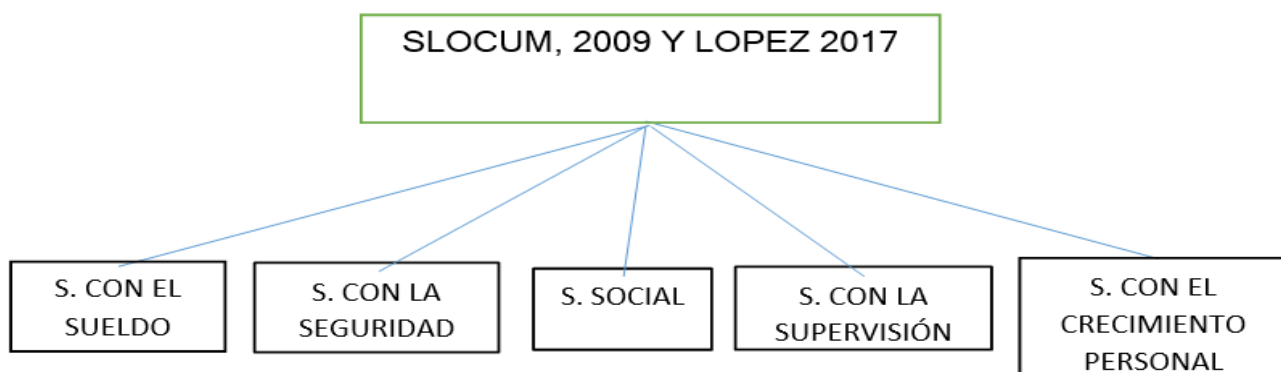 SLOCUM, 2009 Y LOPEZ 2017
S. CON EL
SUELDO
S. CON LA
SEGURIDAD
S. SOCIAL
S. CON LA
SUPERVISIÓN
S. CON EL
CRECIMIENTO
PERSONAL